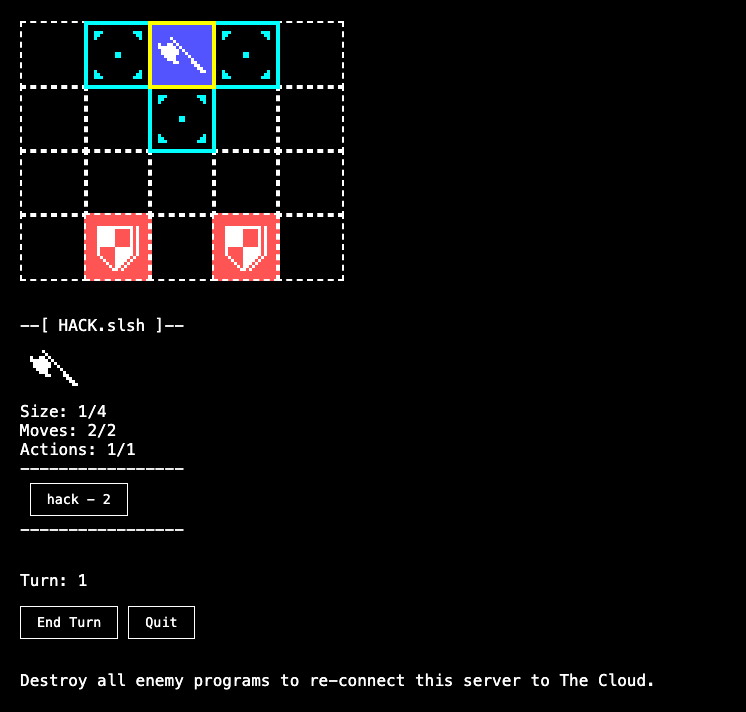 --[ HACK.slsh ]--
Size: 1/4
Moves: 2/2
Actions: 1/1
-----------------
hack - 2
-----------------
Turn: 1
End Turn Quit
Destroy all enemy programs to re-connect this server to The Cloud.